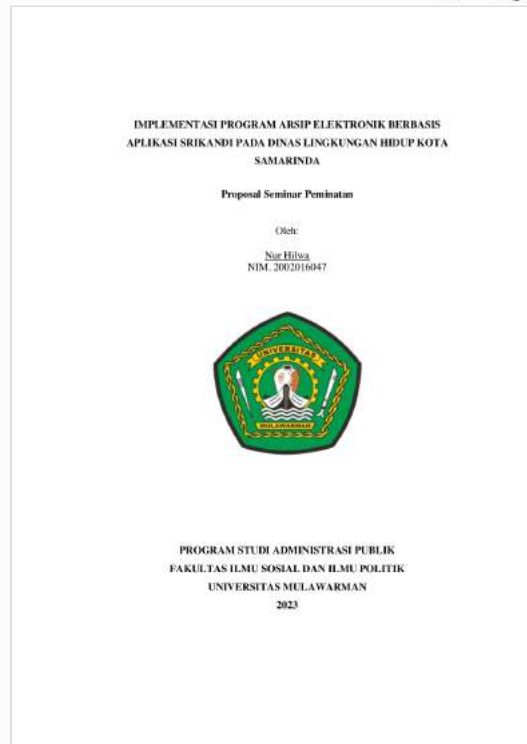 IMPLEMENTASI PROGRAM ARSIP ELEKTRONIK BERBASIS
APLIKASI SRIKANDI PADA DINAS LINGKUNGAN HIDUP KOTA
SAMARINDA
Proposal Seminar Peminatan
Oleh:
Nur Hilwa
NIM. 2002016047
UNIVERSITAS
MULAWARMAN
PROGRAM STUDI ADMINISTRASI PUBLIK
FAKULTAS ILMU SOSIAL DAN ILMU POLITIK
UNIVERSITAS MULAWARMAN
2023